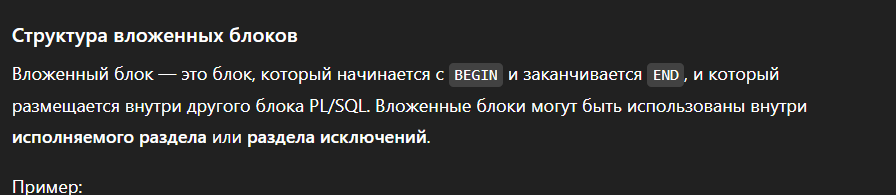 Структура вложенных блоков
Вложенный блок — это блок, который начинается с BEGIN и заканчивается END, и который
размещается внутри другого блока PL/SQL. Вложенные блоки могут быть использованы внутри
исполняемого раздела или раздела исключений.
Пример: